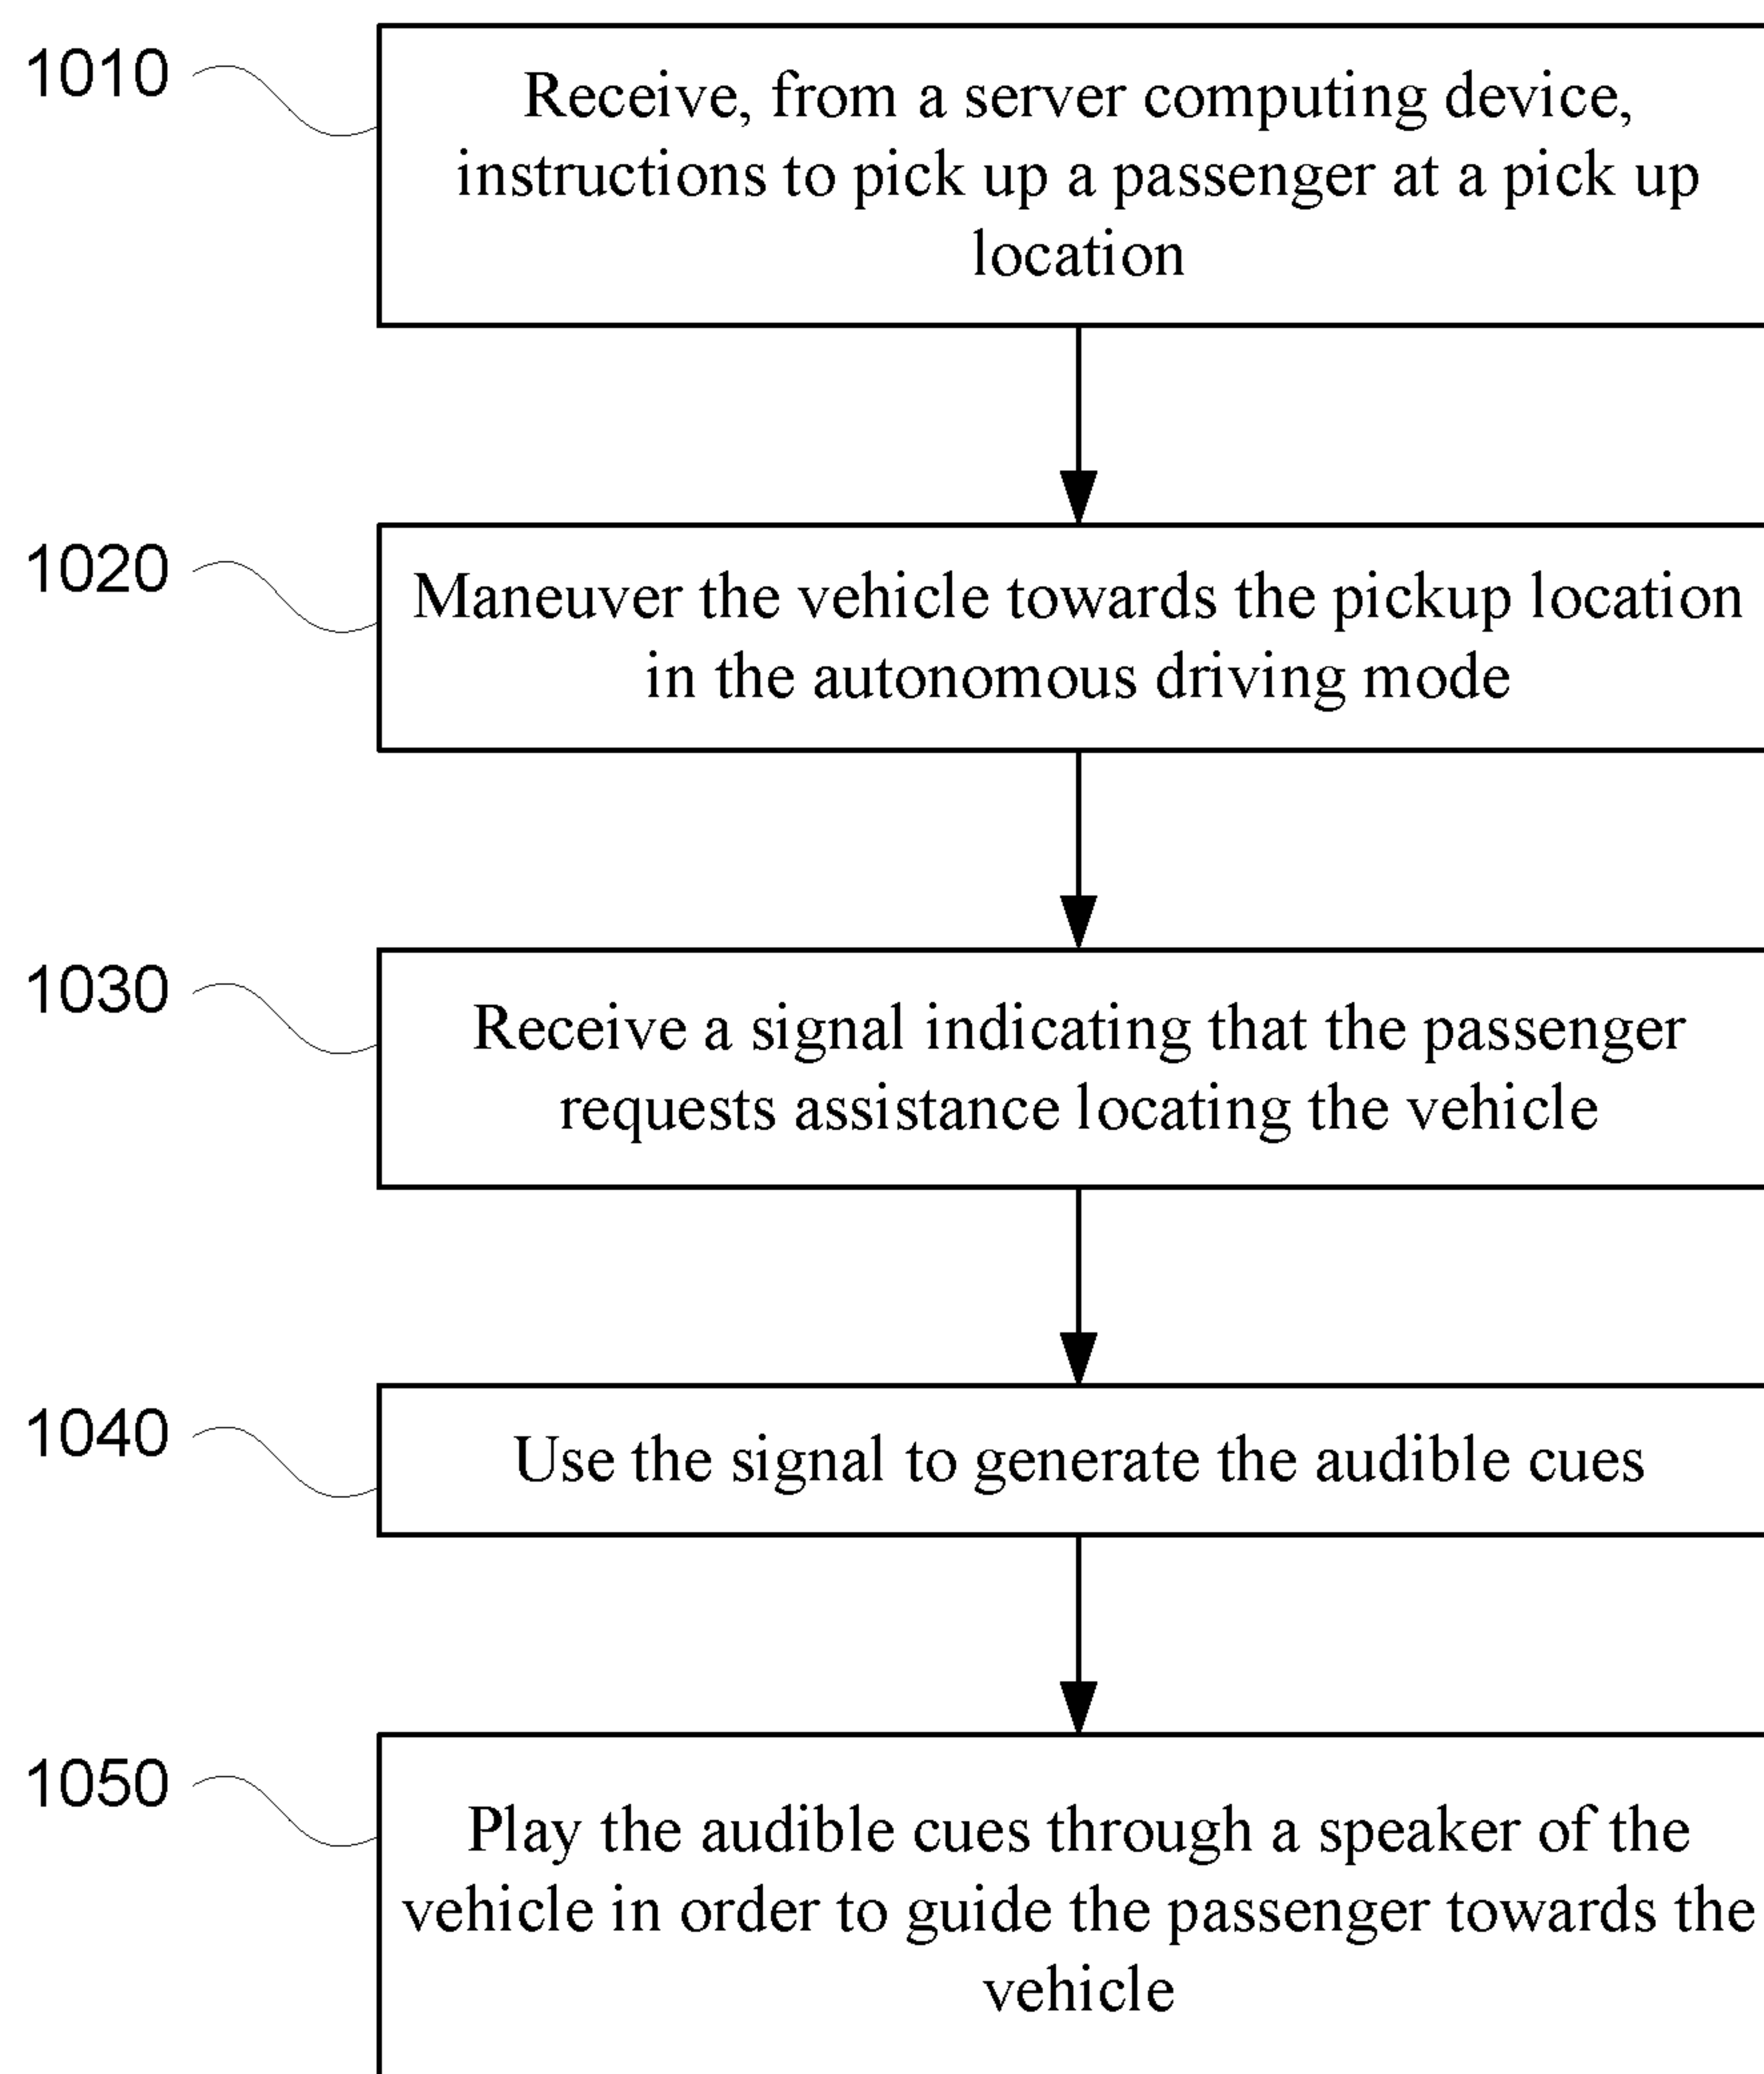 1010
Receive, from a server computing device,
instructions to pick up a passenger at a pick up
location
1020
Maneuver the vehicle towards the pickup location
in the autonomous driving mode
1030
Receive a signal indicating that the passenger
requests assistance locating the vehicle
1040
Use the signal to generate the audible cues
1050
Play the audible cues through a speaker of the
vehicle in order to guide the passenger towards the
vehicle